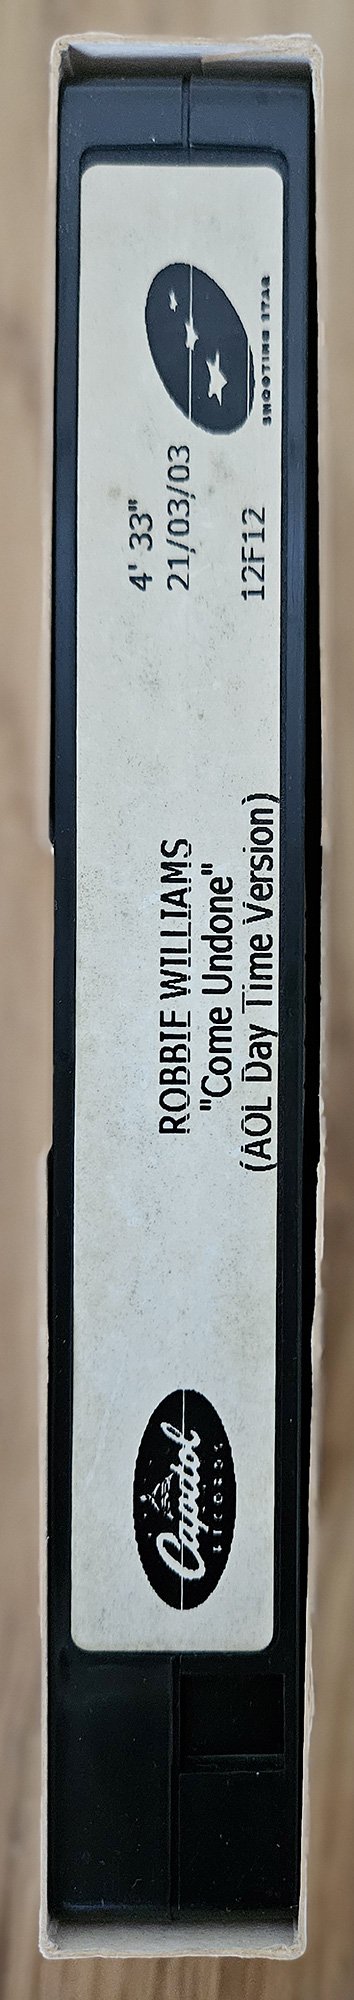 Capitol
RECORDS
ROBBIE WILLIAMS
"Come Undone"
(AOL Day Time Version)
4' 33"
21/03/03
12F12
SHOOTING STAR